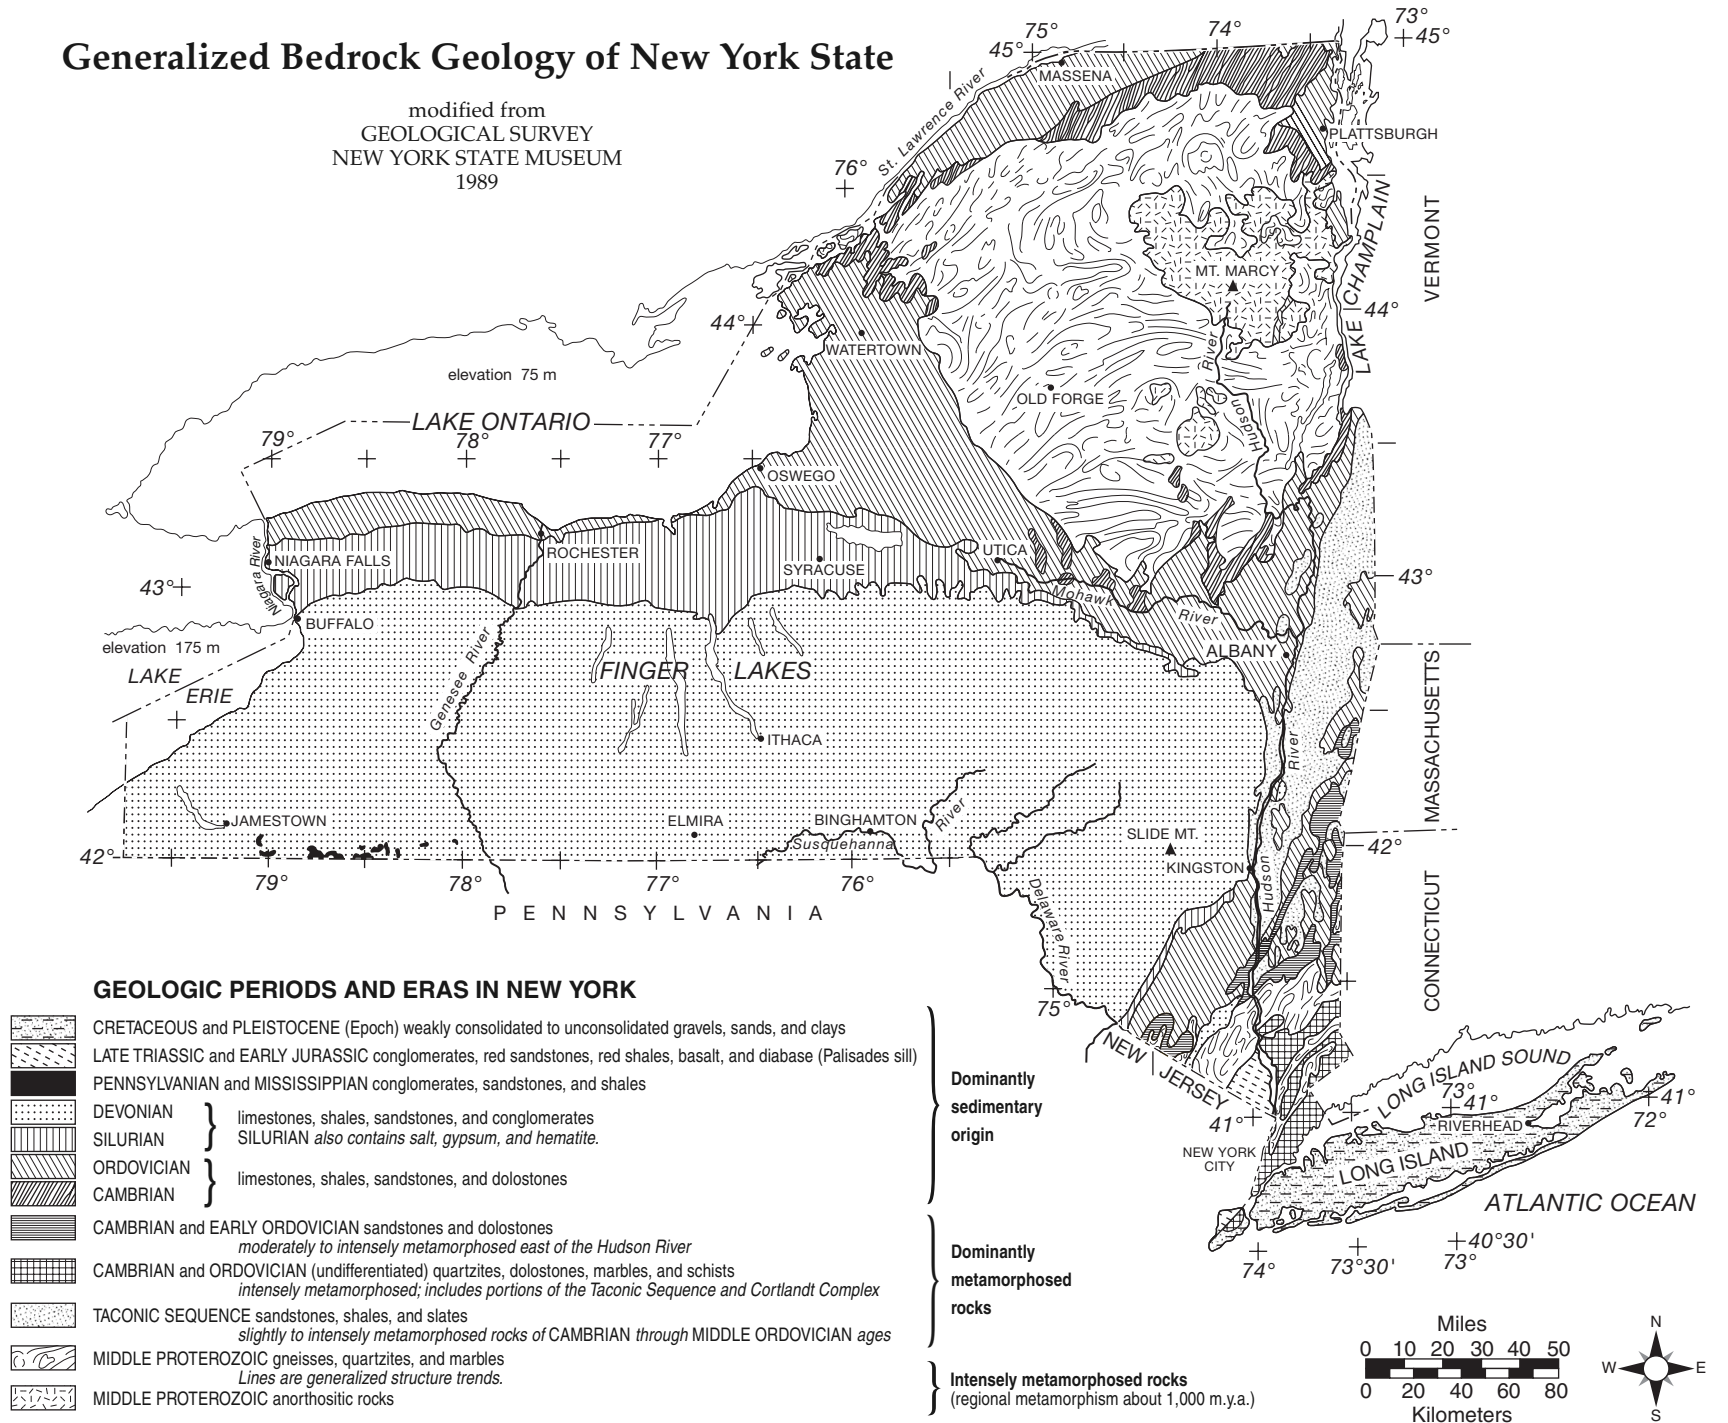 Generalized Bedrock Geology of New York State
modified from
GEOLOGICAL SURVEY
NEW YORK STATE MUSEUM
1989
73°
75°
74°
45°
45°
MASSENA
St. Lawrence River
PLATTSBURGH
76°
LAKE CHAMPLAIN
VERMONT
MT. MARCY
44°
44°
WATERTOWN
elevation 75 m
OLD FORGE
Hudson
River
LAKE ONTARIO
79°
78°
77°
OSWEGO
Niagara River
NIAGARA FALLS
ROCHESTER
SYRACUSE
UTICA
43°
43°
Mohawk
River
BUFFALO
elevation 175 m
LAKE
ERIE
Genesee River
FINGER LAKES
ALBANY
MASSACHUSETTS
ITHACA
River
JAMESTOWN
ELMIRA
BINGHAMTON
River
Susquehanna
SLIDE MT.
KINGSTON
Hudson
42°
42°
79°
78°
77°
76°
Delaware River
CONNECTICUT
PENNSYLVANIA
75°
NEW
JERSEY
41°
NEW YORK
CITY
LONG ISLAND SOUND
73°
41°
41°
72°
RIVERHEAD
LONG ISLAND
ATLANTIC OCEAN
74°
73°30'
40°30'
73°
GEOLOGIC PERIODS AND ERAS IN NEW YORK
CRETACEOUS and PLEISTOCENE (Epoch) weakly consolidated to unconsolidated gravels, sands, and clays
LATE TRIASSIC and EARLY JURASSIC conglomerates, red sandstones, red shales, basalt, and diabase (Palisades sill)
PENNSYLVANIAN and MISSISSIPPIAN conglomerates, sandstones, and shales
DEVONIAN
SILURIAN
limestones, shales, sandstones, and conglomerates
SILURIAN also contains salt, gypsum, and hematite.
ORDOVICIAN
CAMBRIAN
limestones, shales, sandstones, and dolostones
Dominantly
sedimentary
origin
CAMBRIAN and EARLY ORDOVICIAN sandstones and dolostones
moderately to intensely metamorphosed east of the Hudson River
CAMBRIAN and ORDOVICIAN (undifferentiated) quartzites, dolostones, marbles, and schists
intensely metamorphosed; includes portions of the Taconic Sequence and Cortlandt Complex
TACONIC SEQUENCE sandstones, shales, and slates
slightly to intensely metamorphosed rocks of CAMBRIAN through MIDDLE ORDOVICIAN ages
Dominantly
metamorphosed
rocks
MIDDLE PROTEROZOIC gneisses, quartzites, and marbles
Lines are generalized structure trends.
MIDDLE PROTEROZOIC anorthositic rocks
Intensely metamorphosed rocks
(regional metamorphism about 1,000 m.y.a.)
Miles
0 10 20 30 40 50
0 20 40 60 80
Kilometers
N
W
E
S